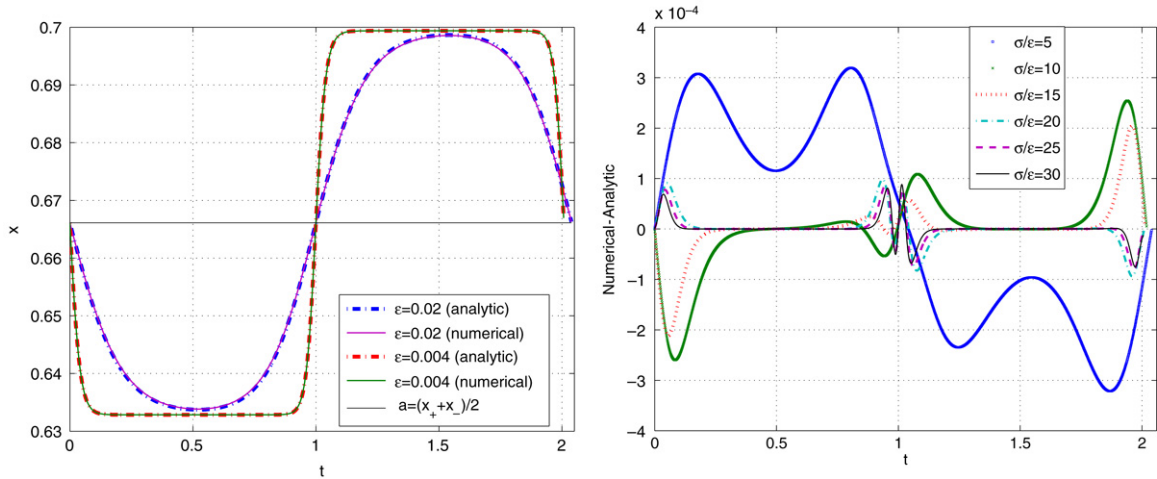 0.7
0.69
0.68
0.67
0.66
0.65
0.64
0.63
x
0
0.5
1
1.5
2
t
ε=0.02 (analytic)
ε=0.02 (numerical)
ε=0.004 (analytic)
ε=0.004 (numerical)
a=(x₊+x₋)/2
x 10⁻⁴
4
3
2
1
0
−1
−2
−3
−4
Numerical-Analytic
0
0.5
1
1.5
2
t
σ/ε=5
σ/ε=10
σ/ε=15
σ/ε=20
σ/ε=25
σ/ε=30